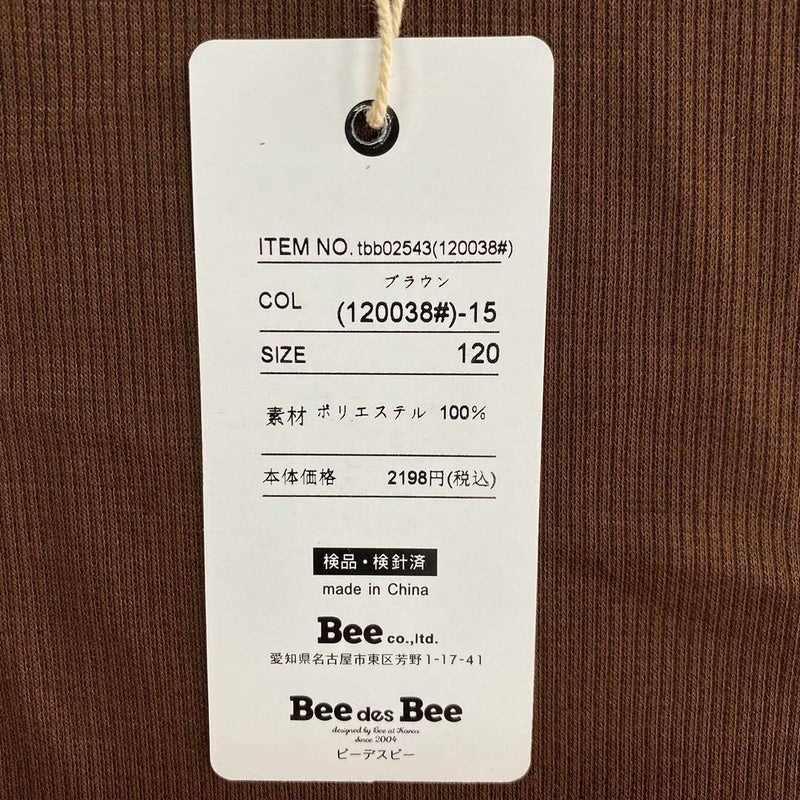 ITEM NO. tbb02543(120038#)
ブラウン
COL (120038#)-15
SIZE 120
素材 ポリエステル 100%
本体価格 2198円(税込)
検品・検針済
made in China
Bee co.,ltd.
愛知県名古屋市東区芳野1-17-41
Bee des Bee
designed by Bee at Korea
since 2004
ビーデスビー